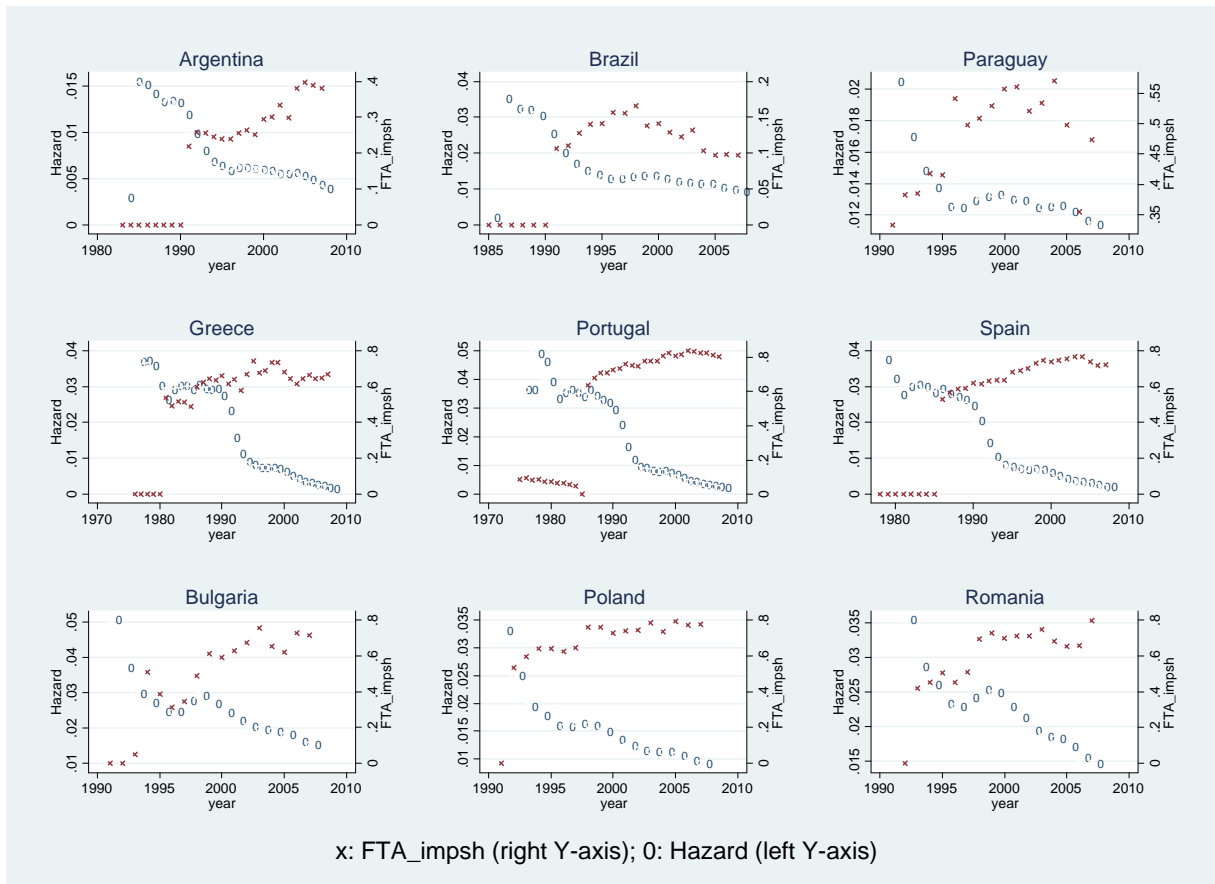 Argentina
Hazard
0 .005 .01 .015
0 .1 .2 .3 .4
FTA_impsh
1980 1990 2000 2010
year
Brazil
Hazard
0 .01 .02 .03 .04
0 .05 .1 .15 .2
FTA_impsh
1985 1990 1995 2000 2005
year
Paraguay
Hazard
.012 .014 .016 .018 .02
.35 .4 .45 .5 .55
FTA_impsh
1990 1995 2000 2005 2010
year
Greece
Hazard
0 .01 .02 .03 .04
0 .2 .4 .6 .8
FTA_impsh
1970 1980 1990 2000 2010
year
Portugal
Hazard
0 .01 .02 .03 .04 .05
0 .2 .4 .6 .8
FTA_impsh
1970 1980 1990 2000 2010
year
Spain
Hazard
0 .01 .02 .03 .04
0 .2 .4 .6 .8
FTA_impsh
1980 1990 2000 2010
year
Bulgaria
Hazard
.01 .02 .03 .04 .05
0 .2 .4 .6 .8
FTA_impsh
1990 1995 2000 2005 2010
year
Poland
Hazard
.01 .015 .02 .025 .03 .035
0 .2 .4 .6 .8
FTA_impsh
1990 1995 2000 2005 2010
year
Romania
Hazard
.015 .02 .025 .03 .035
0 .2 .4 .6 .8
FTA_impsh
1990 1995 2000 2005 2010
year
x: FTA_impsh (right Y-axis); 0: Hazard (left Y-axis)